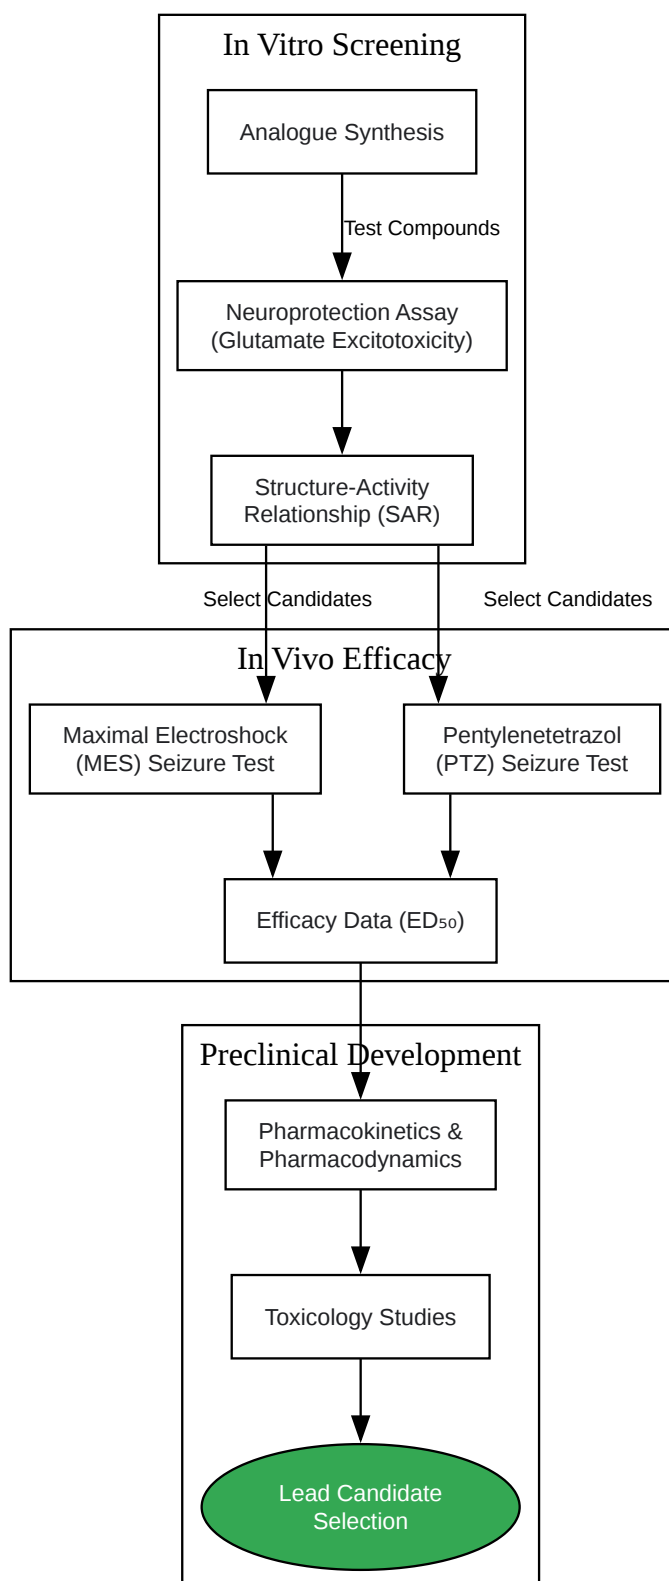 In Vitro Screening
Analogue Synthesis
Test Compounds
Neuroprotection Assay
(Glutamate Excitotoxicity)
Structure-Activity
Relationship (SAR)
Select Candidates
Select Candidates
In Vivo Efficacy
Maximal Electroshock
(MES) Seizure Test
Pentylenetetrazol
(PTZ) Seizure Test
Efficacy Data (ED₅₀)
Preclinical Development
Pharmacokinetics &
Pharmacodynamics
Toxicology Studies
Lead Candidate
Selection